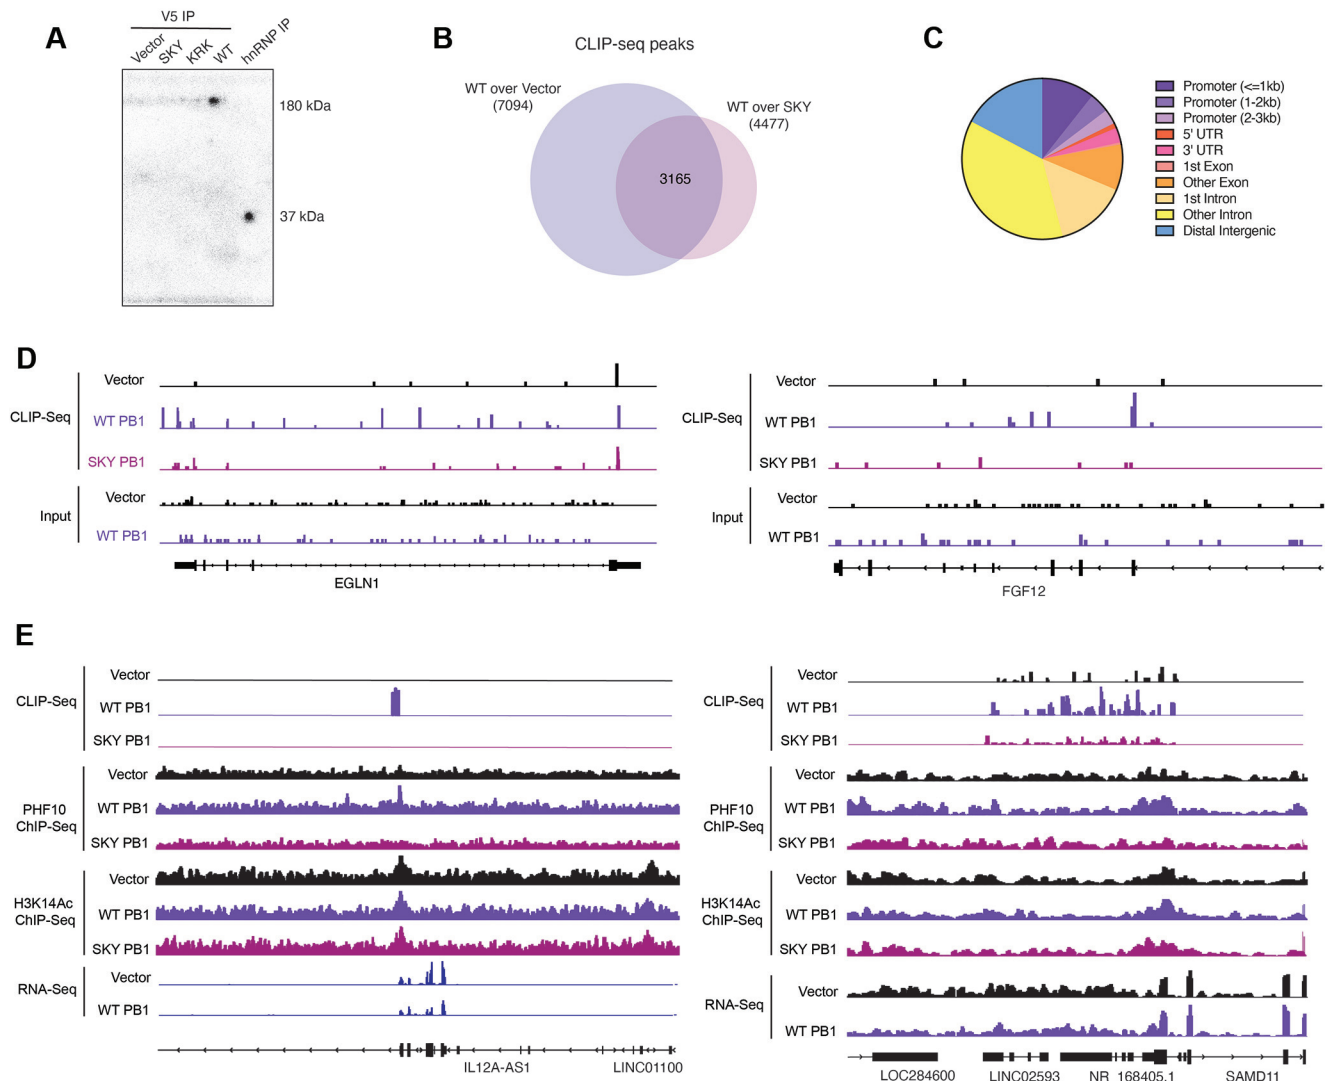 A
V5 IP
Vector
SKY
KRK
WT
hnRNP IP
180 kDa
37 kDa
B
CLIP-seq peaks
WT over Vector
(7094)
WT over SKY
(4477)
3165
C
Promoter (<=1kb)
Promoter (1-2kb)
Promoter (2-3kb)
5' UTR
3' UTR
1st Exon
Other Exon
1st Intron
Other Intron
Distal Intergenic
D
CLIP-Seq
Vector
WT PB1
SKY PB1
Input
Vector
WT PB1
EGLN1
CLIP-Seq
Vector
WT PB1
SKY PB1
Input
Vector
WT PB1
FGF12
E
CLIP-Seq
Vector
WT PB1
SKY PB1
PHF10
ChIP-Seq
Vector
WT PB1
SKY PB1
H3K14Ac
ChIP-Seq
Vector
WT PB1
SKY PB1
RNA-Seq
Vector
WT PB1
IL12A-AS1
LINC01100
CLIP-Seq
Vector
WT PB1
SKY PB1
PHF10
ChIP-Seq
Vector
WT PB1
SKY PB1
H3K14Ac
ChIP-Seq
Vector
WT PB1
SKY PB1
RNA-Seq
Vector
WT PB1
LOC284600
LINC02593
NR_168405.1
SAMD11